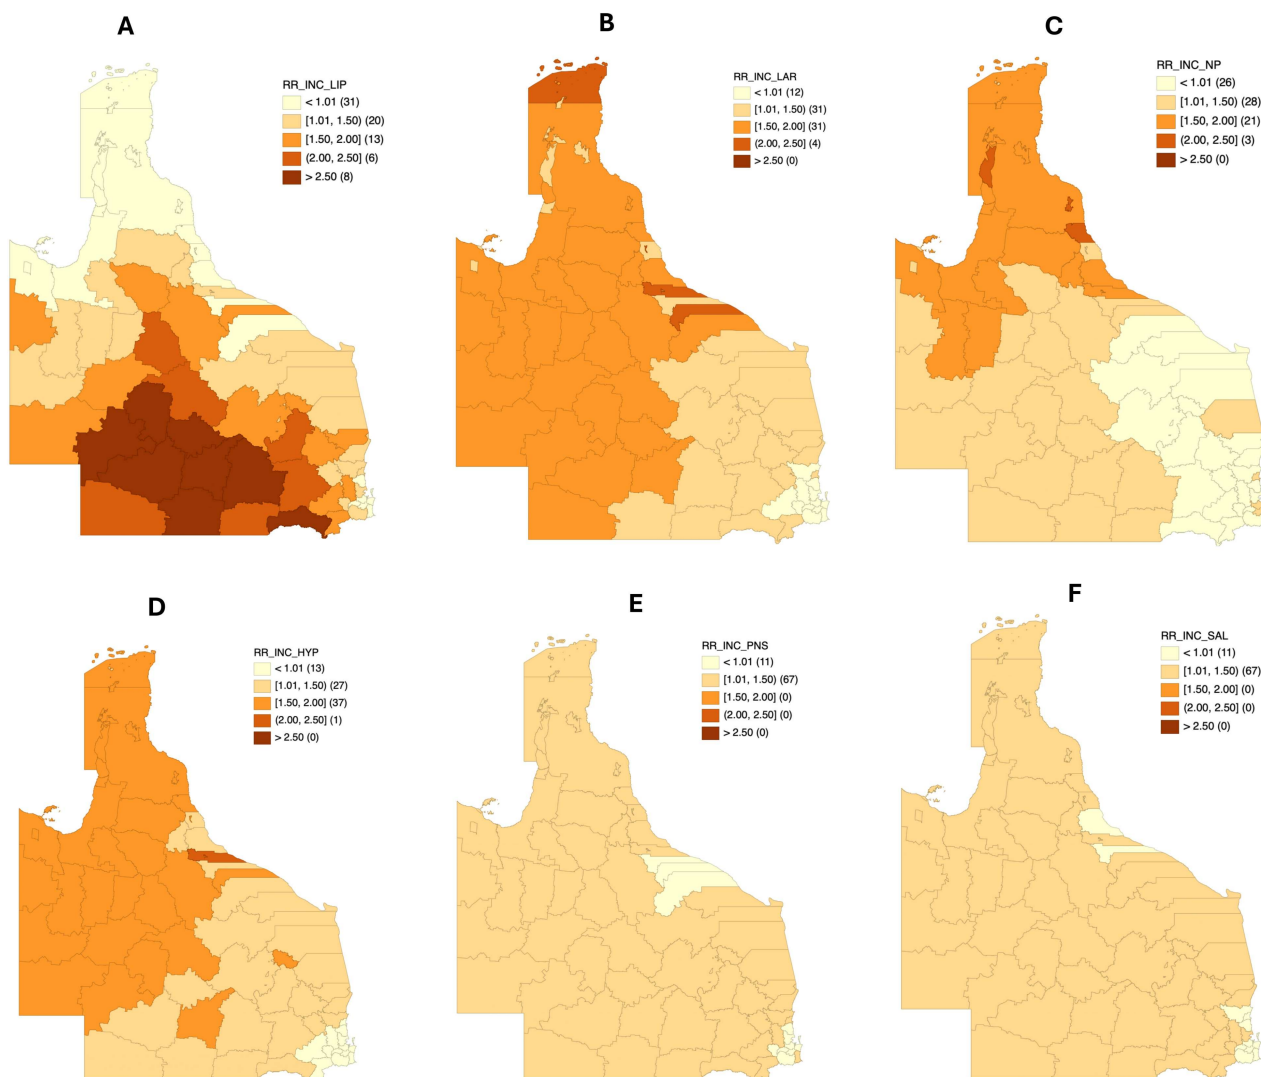 A
B
C
RR_INC_LIP
< 1.01 (31)
[1.01, 1.50) (20)
[1.50, 2.00] (13)
(2.00, 2.50] (6)
> 2.50 (8)
RR_INC_LAR
< 1.01 (12)
[1.01, 1.50) (31)
[1.50, 2.00] (31)
(2.00, 2.50] (4)
> 2.50 (0)
RR_INC_NP
< 1.01 (26)
[1.01, 1.50) (28)
[1.50, 2.00] (21)
(2.00, 2.50] (3)
> 2.50 (0)
D
E
F
RR_INC_HYP
< 1.01 (13)
[1.01, 1.50) (27)
[1.50, 2.00] (37)
(2.00, 2.50] (1)
> 2.50 (0)
RR_INC_PNS
< 1.01 (11)
[1.01, 1.50) (67)
[1.50, 2.00] (0)
(2.00, 2.50] (0)
> 2.50 (0)
RR_INC_SAL
< 1.01 (11)
[1.01, 1.50) (67)
[1.50, 2.00] (0)
(2.00, 2.50] (0)
> 2.50 (0)